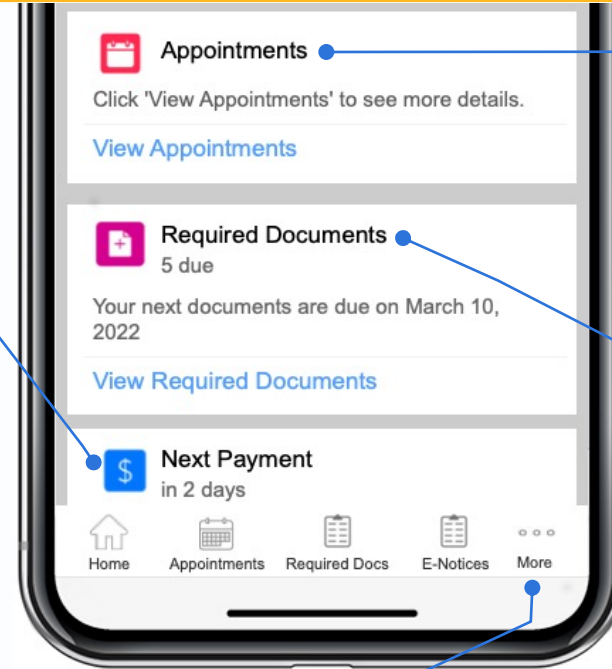 Appointments
Click 'View Appointments' to see more details.
View Appointments
Required Documents
5 due
Your next documents are due on March 10,
2022
View Required Documents
$
Next Payment
in 2 days
Home Appointments Required Docs E-Notices More